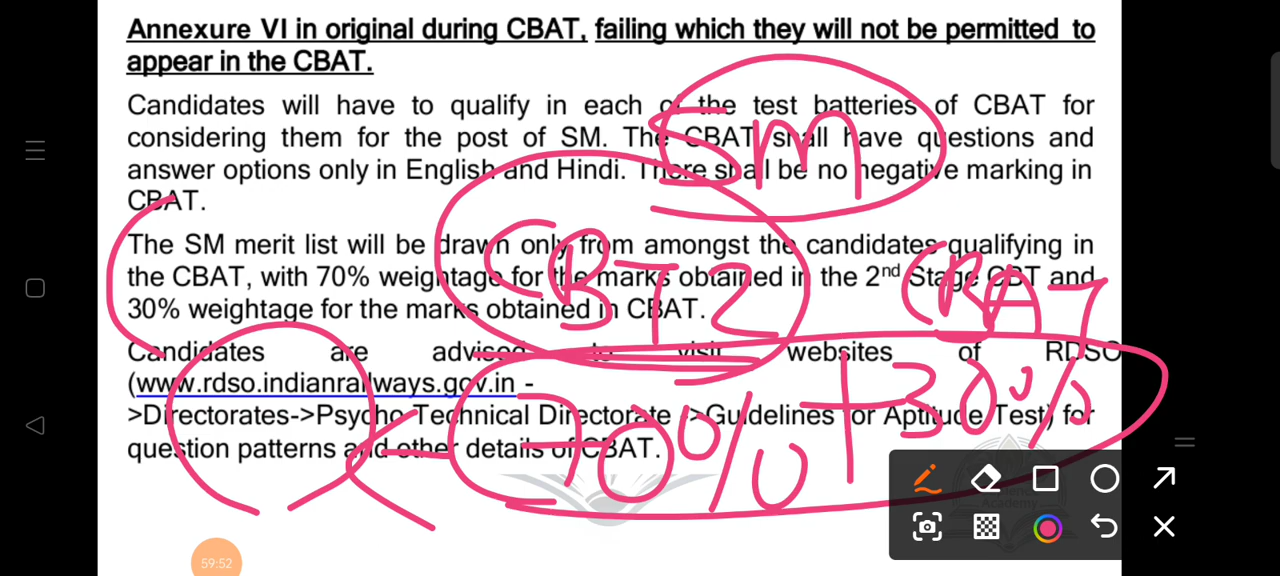 Annexure VI in original during CBAT, failing which they will not be permitted to
appear in the CBAT.
Candidates will have to qualify in each of the test batteries of CBAT for
considering them for the post of SM. The CBAT shall have questions and
answer options only in English and Hindi. There shall be no negative marking in
CBAT.
SM
The SM merit list will be drawn only from amongst the candidates qualifying in
the CBAT, with 70% weightage for the marks obtained in the 2nd Stage CBT and
30% weightage for the marks obtained in CBAT.
CBT2 CBAT
Candidates are advised to visit websites of RDSO
(www.rdso.indianrailways.gov.in -
>Directorates->Psycho Technical Directorate ->Guidelines for Aptitude Test) for
question patterns and other details of CBAT.
70% + 30%
59:52